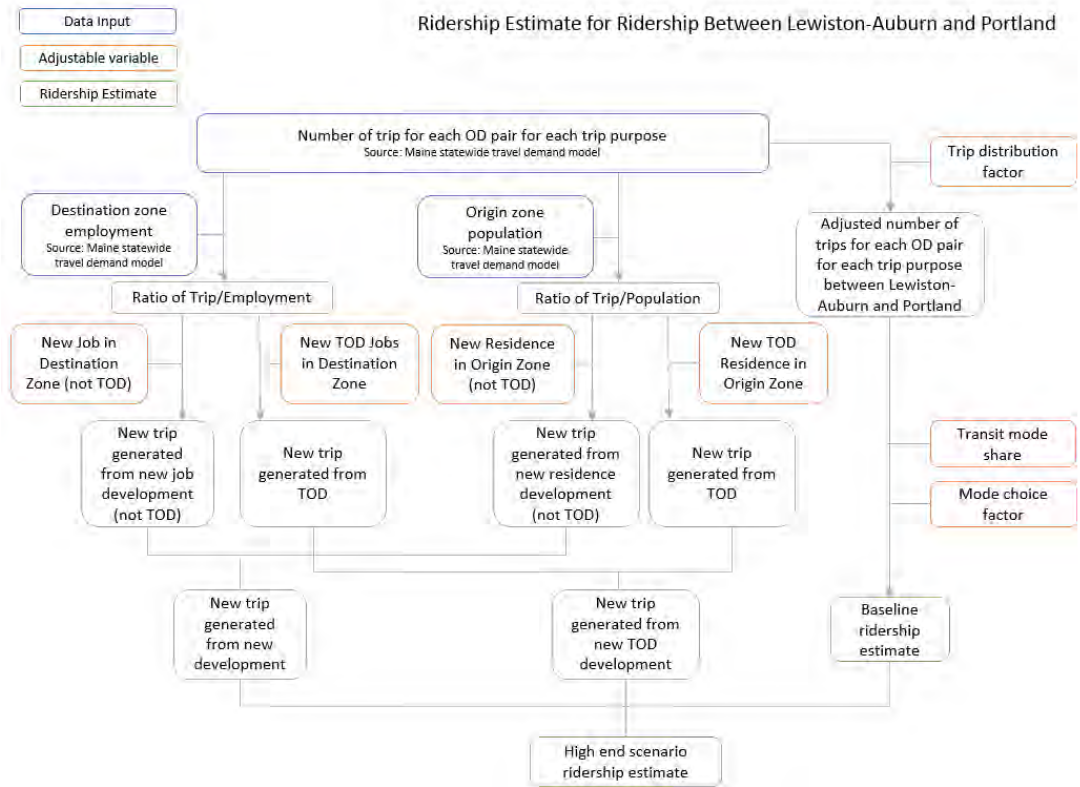 Data Input
Ridership Estimate for Ridership Between Lewiston-Auburn and Portland
Adjustable variable
Ridership Estimate
Number of trip for each OD pair for each trip purpose
Source: Maine statewide travel demand model
Trip distribution
factor
Destination zone
employment
Source: Maine statewide
travel demand model
Origin zone
population
Source: Maine statewide
travel demand model
Adjusted number of
trips for each OD pair
for each trip purpose
between Lewiston-
Auburn and Portland
Ratio of Trip/Employment
Ratio of Trip/Population
New Job in
Destination
Zone (not TOD)
New TOD Jobs
in Destination
Zone
New Residence
in Origin Zone
(not TOD)
New TOD
Residence in
Origin Zone
New trip
generated
from new job
development
(not TOD)
New trip
generated from
TOD
New trip
generated from
new residence
development
(not TOD)
New trip
generated from
TOD
Transit mode
share
Mode choice
factor
New trip
generated
from new
development
New trip
generated from
new TOD
development
Baseline
ridership
estimate
High end scenario
ridership estimate